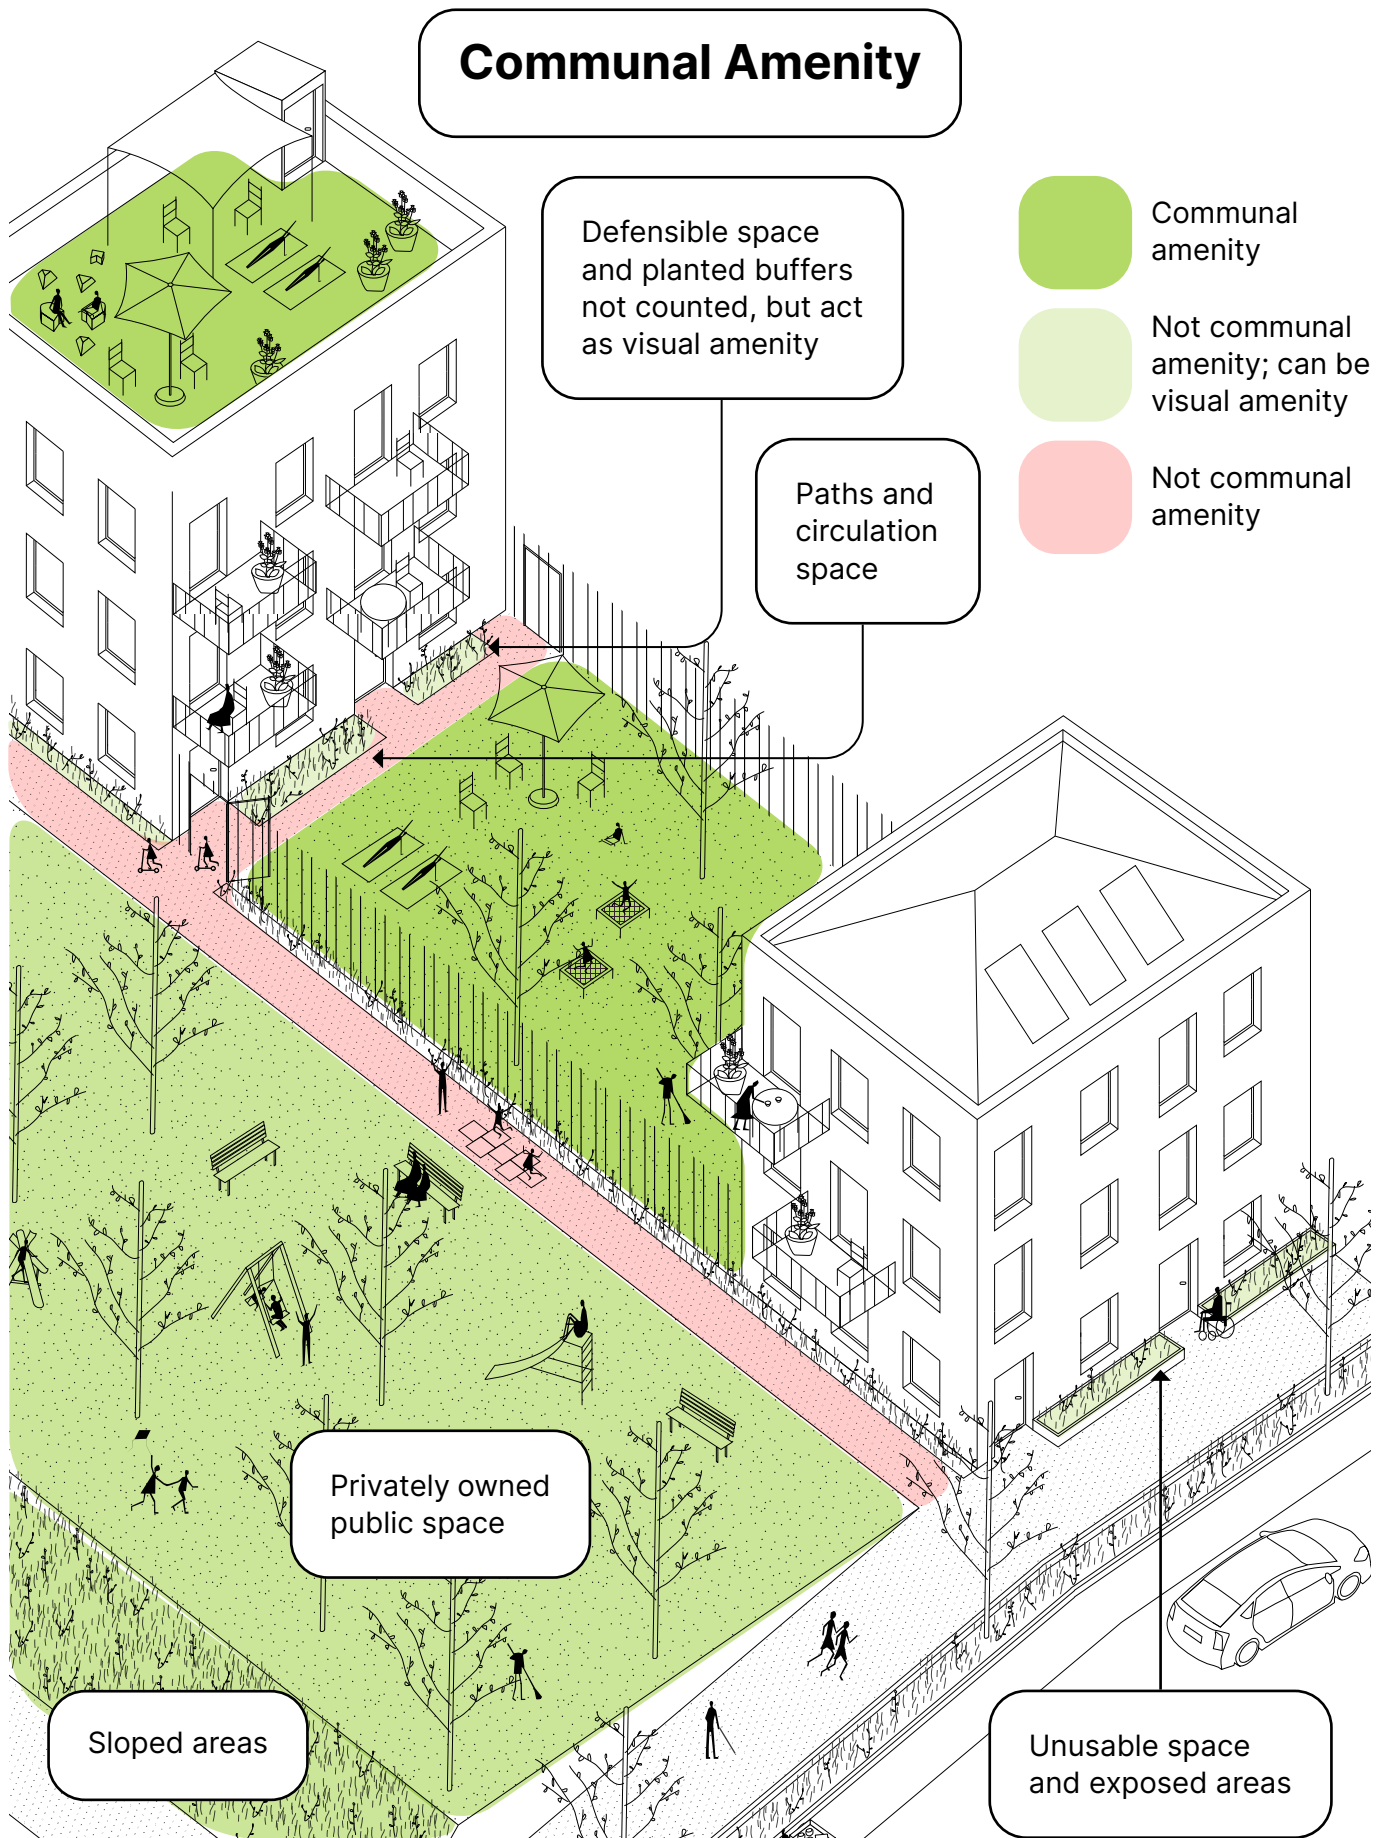 Communal Amenity
Defensible space
and planted buffers
not counted, but act
as visual amenity
Communal
amenity
Not communal
amenity; can be
visual amenity
Not communal
amenity
Paths and
circulation
space
Privately owned
public space
Sloped areas
Unusable space
and exposed areas